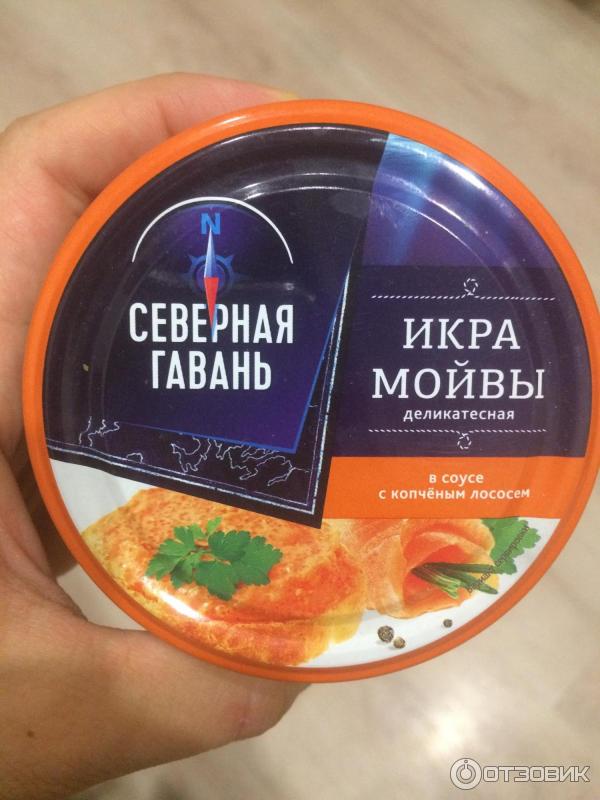 N
СЕВЕРНАЯ
ГАВАНЬ
ИКРА
МОЙВЫ
деликатесная
в соусе
с копчёным лососем
ОТЗОВИК